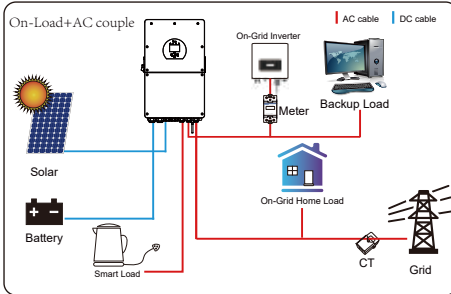 On-Load+AC couple
AC cable
DC cable
On-Grid Inverter
Meter
Backup Load
Solar
On-Grid Home Load
Battery
Smart Load
CT
Grid